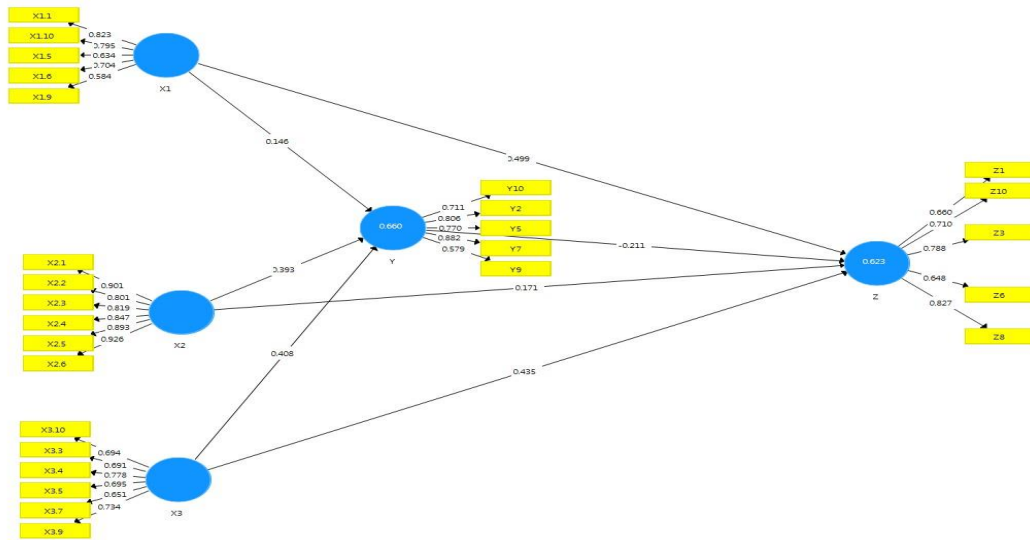 X1.1
X1.10
X1.5
X1.6
X1.9
0.823
0.795
0.634
0.704
0.584
X1
0.146
0.499
X2.1
X2.2
X2.3
X2.4
X2.5
X2.6
0.901
0.801
0.819
0.847
0.893
0.926
X2
0.393
0.171
X3.10
X3.3
X3.4
X3.5
X3.7
X3.9
0.694
0.691
0.778
0.695
0.651
0.734
X3
0.408
0.435
0.660
Y
0.711
0.806
0.770
0.882
0.579
Y10
Y2
Y5
Y7
Y9
-0.211
0.623
Z
0.660
0.710
0.788
0.648
0.827
Z1
Z10
Z3
Z6
Z8